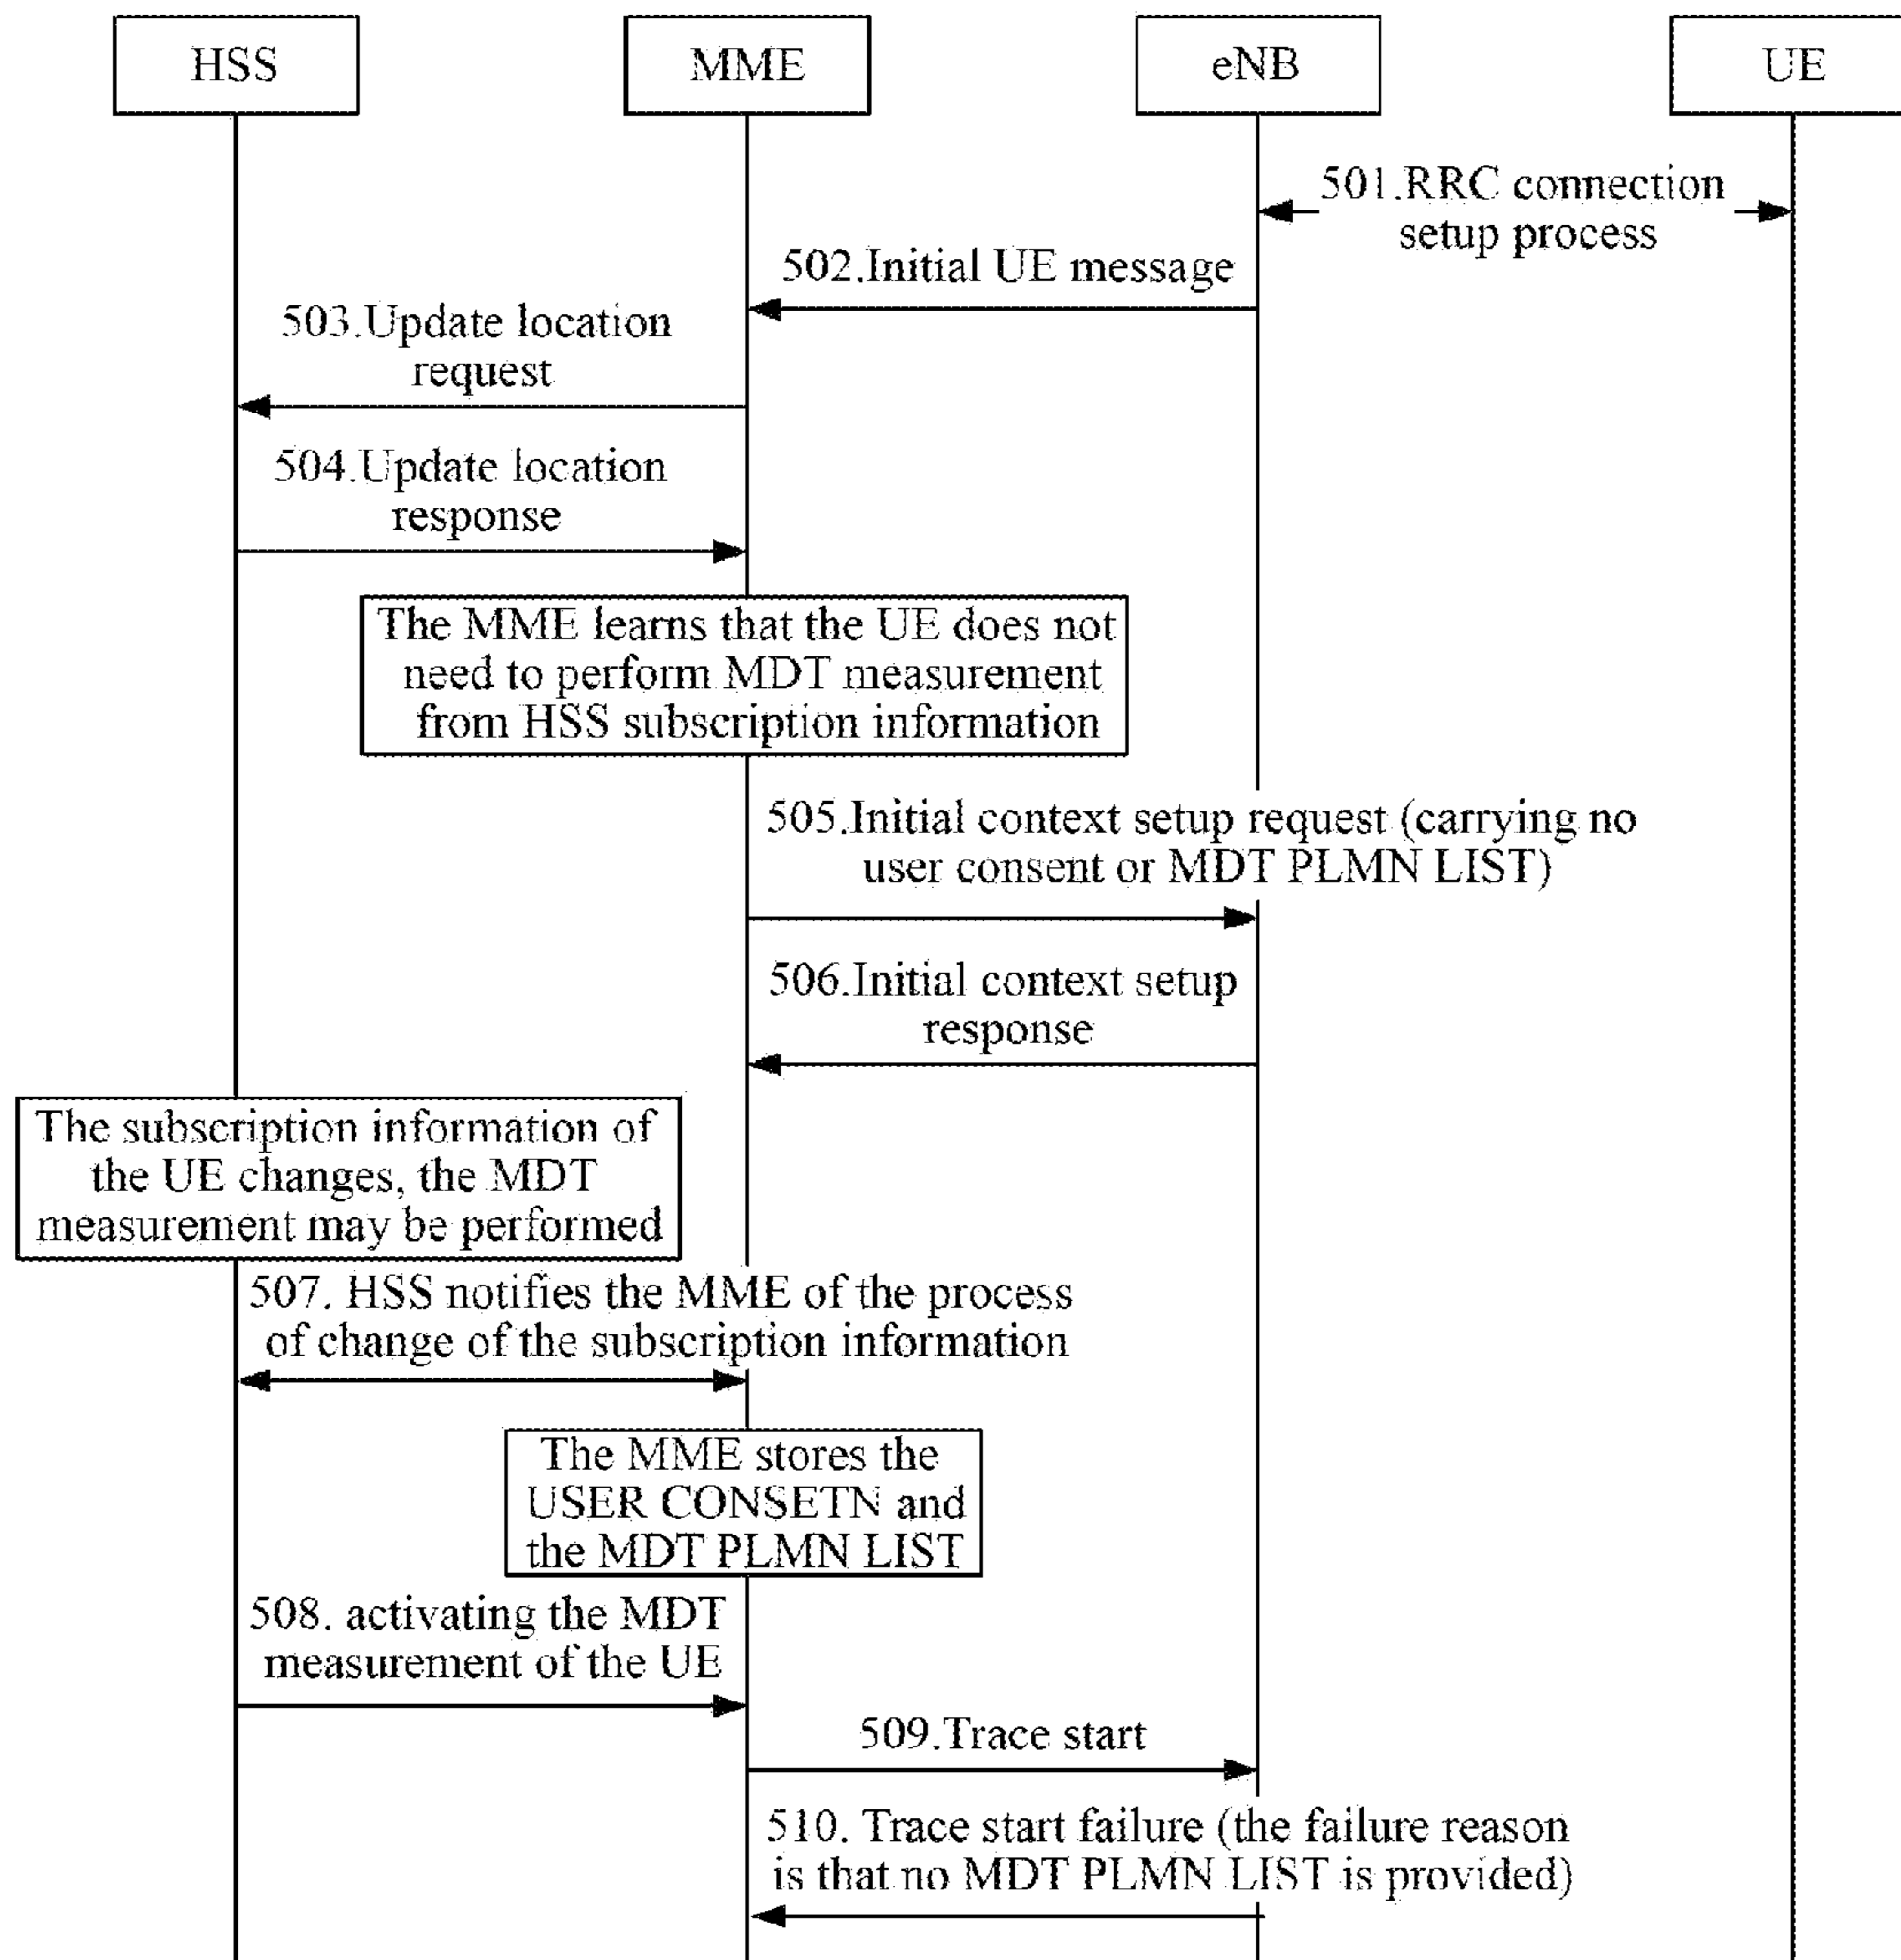 HSS
MME
eNB
UE
501.RRC connection
setup process
502.Initial UE message
503.Update location
request
504.Update location
response
The MME learns that the UE does not
need to perform MDT measurement
from HSS subscription information
505.Initial context setup request (carrying no
user consent or MDT PLMN LIST)
506.Initial context setup
response
The subscription information of
the UE changes, the MDT
measurement may be performed
507. HSS notifies the MME of the process
of change of the subscription information
The MME stores the
USER CONSETN and
the MDT PLMN LIST
508. activating the MDT
measurement of the UE
509.Trace start
510. Trace start failure (the failure reason
is that no MDT PLMN LIST is provided)